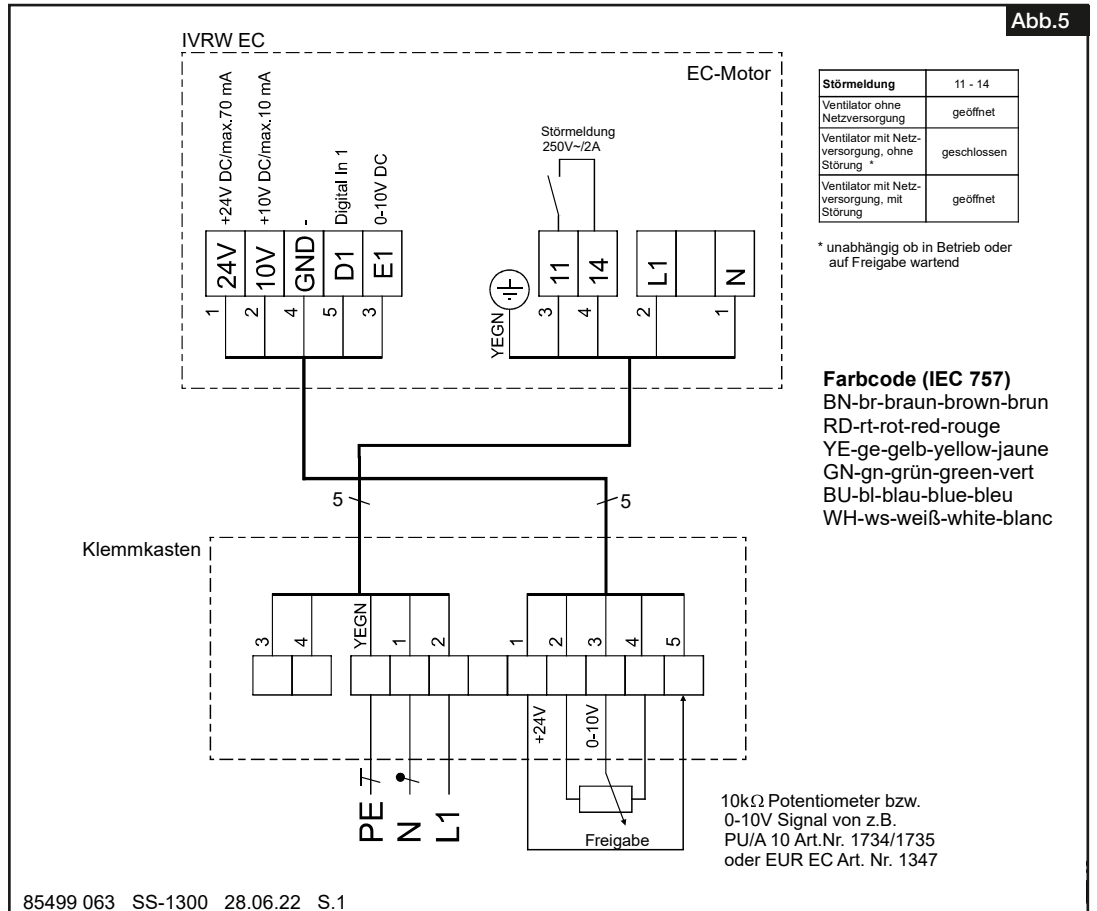 Abb.5
IVRW EC
EC-Motor
+24V DC/max.70 mA
+10V DC/max.10 mA
-
Digital In 1
0-10V DC
Störmeldung
250V~/2A
24V
10V
GND
D1
E1
11
14
L1
N
1
2
4
5
3
YEGN
3
4
2
1
Störmeldung 11 - 14
Ventilator ohne
Netzversorgung
geöffnet
Ventilator mit Netz-
versorgung, ohne
Störung *
geschlossen
Ventilator mit Netz-
versorgung, mit
Störung
geöffnet
* unabhängig ob in Betrieb oder
auf Freigabe wartend
Farbcode (IEC 757)
BN-br-braun-brown-brun
RD-rt-rot-red-rouge
YE-ge-gelb-yellow-jaune
GN-gn-grün-green-vert
BU-bl-blau-blue-bleu
WH-ws-weiß-white-blanc
5
5
Klemmkasten
3
4
YEGN
1
2
1
2
3
4
5
+24V
0-10V
PE
N
L1
Freigabe
10kΩ Potentiometer bzw.
0-10V Signal von z.B.
PU/A 10 Art.Nr. 1734/1735
oder EUR EC Art. Nr. 1347
85499 063 SS-1300 28.06.22 S.1